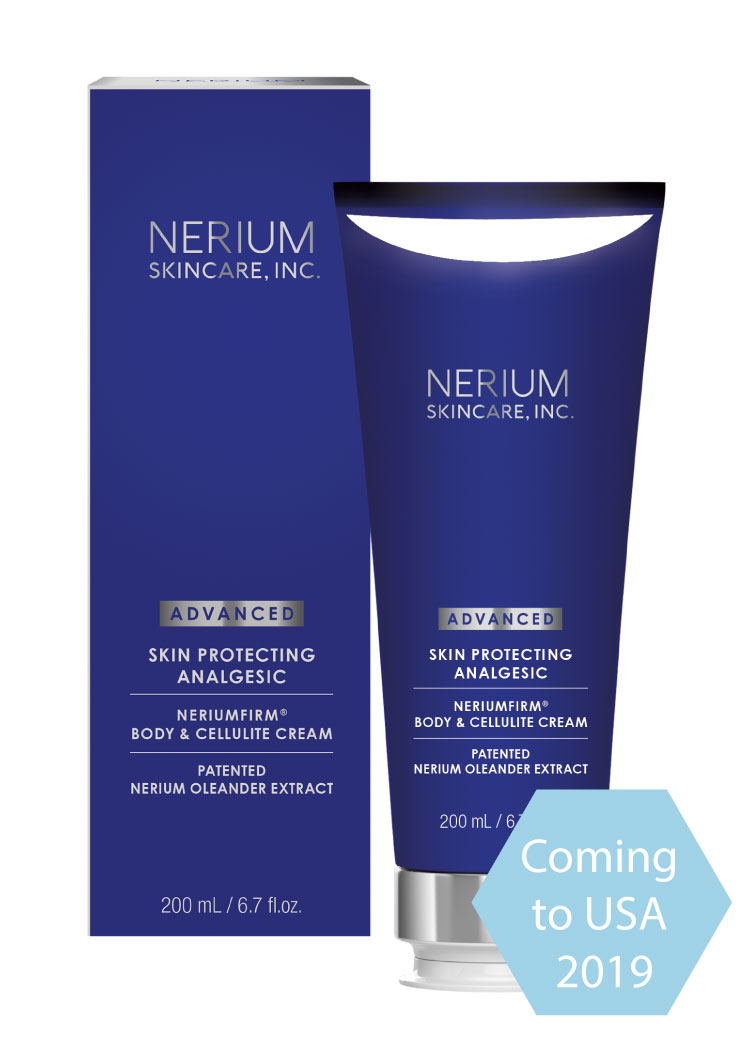 NERIUM
NERIUM
SKINCARE, INC.
ADVANCED
SKIN PROTECTING
ANALGESIC
NERIUMFIRM®
BODY & CELLULITE CREAM
PATENTED
NERIUM OLEANDER EXTRACT
200 mL / 6.7 fl.oz.
NERIUM
SKINCARE, INC.
ADVANCED
SKIN PROTECTING
ANALGESIC
NERIUMFIRM®
BODY & CELLULITE CREAM
PATENTED
NERIUM OLEANDER EXTRACT
200 mL / 6.
Coming
to USA
2019